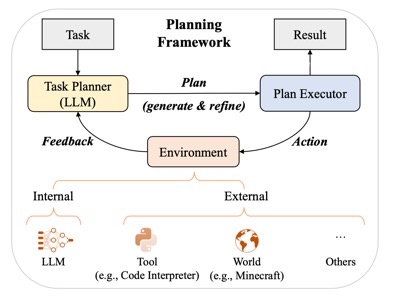 Task
Planning
Framework
Result
Task Planner
(LLM)
Plan
(generate & refine)
Plan Executor
Feedback
Environment
Action
Internal
External
LLM
Tool
(e.g., Code Interpreter)
World
(e.g., Minecraft)
...
Others